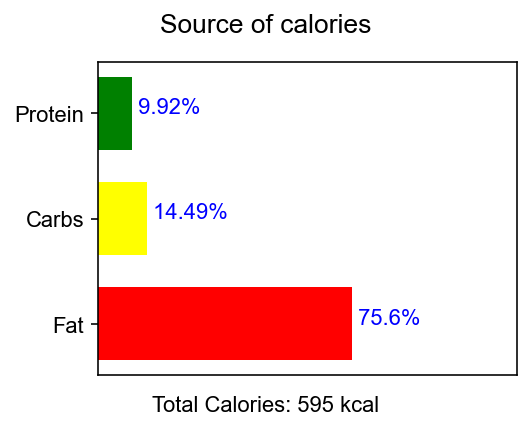 Source of calories
Protein
9.92%
Carbs
14.49%
Fat
75.6%
Total Calories: 595 kcal